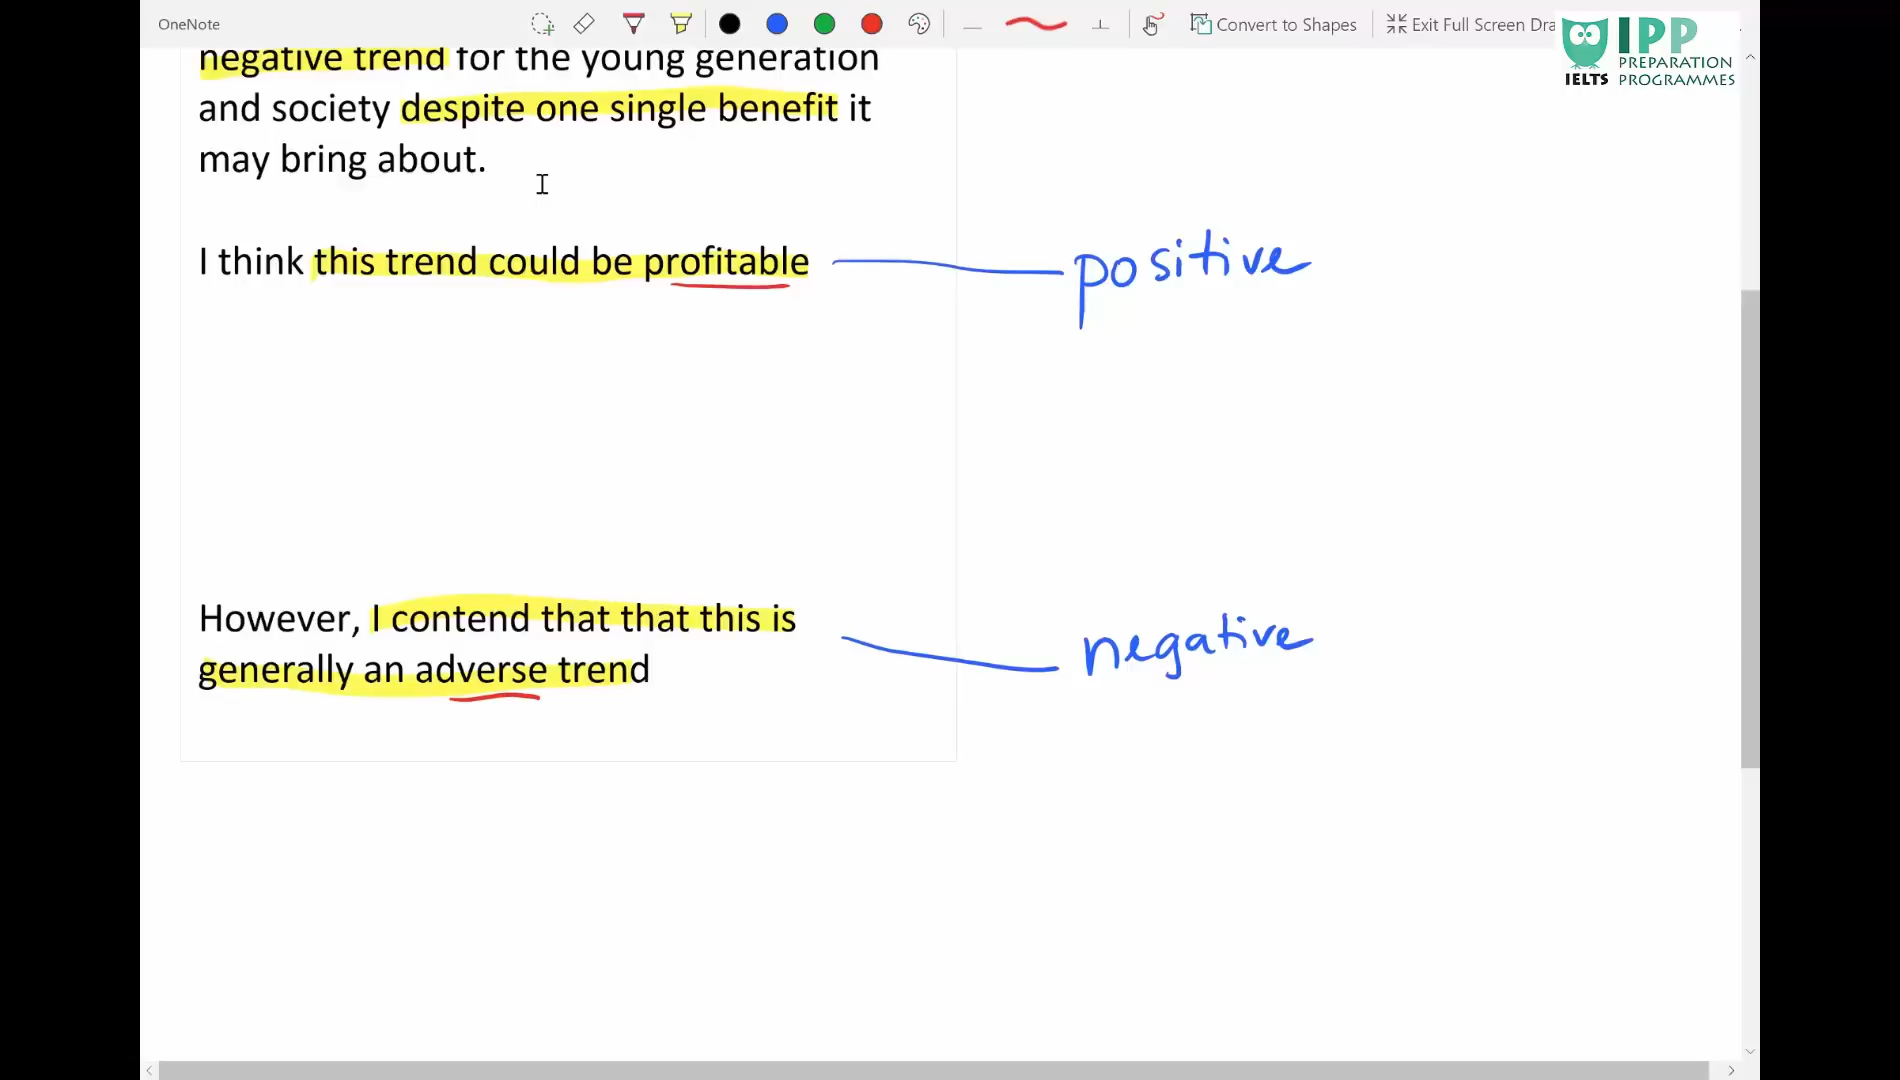 OneNote
Convert to Shapes
Exit Full Screen Dra
IPP
PREPARATION
IELTS PROGRAMMES
negative trend for the young generation
and society despite one single benefit it
may bring about.
I think this trend could be profitable
positive
However, I contend that that this is
generally an adverse trend
negative